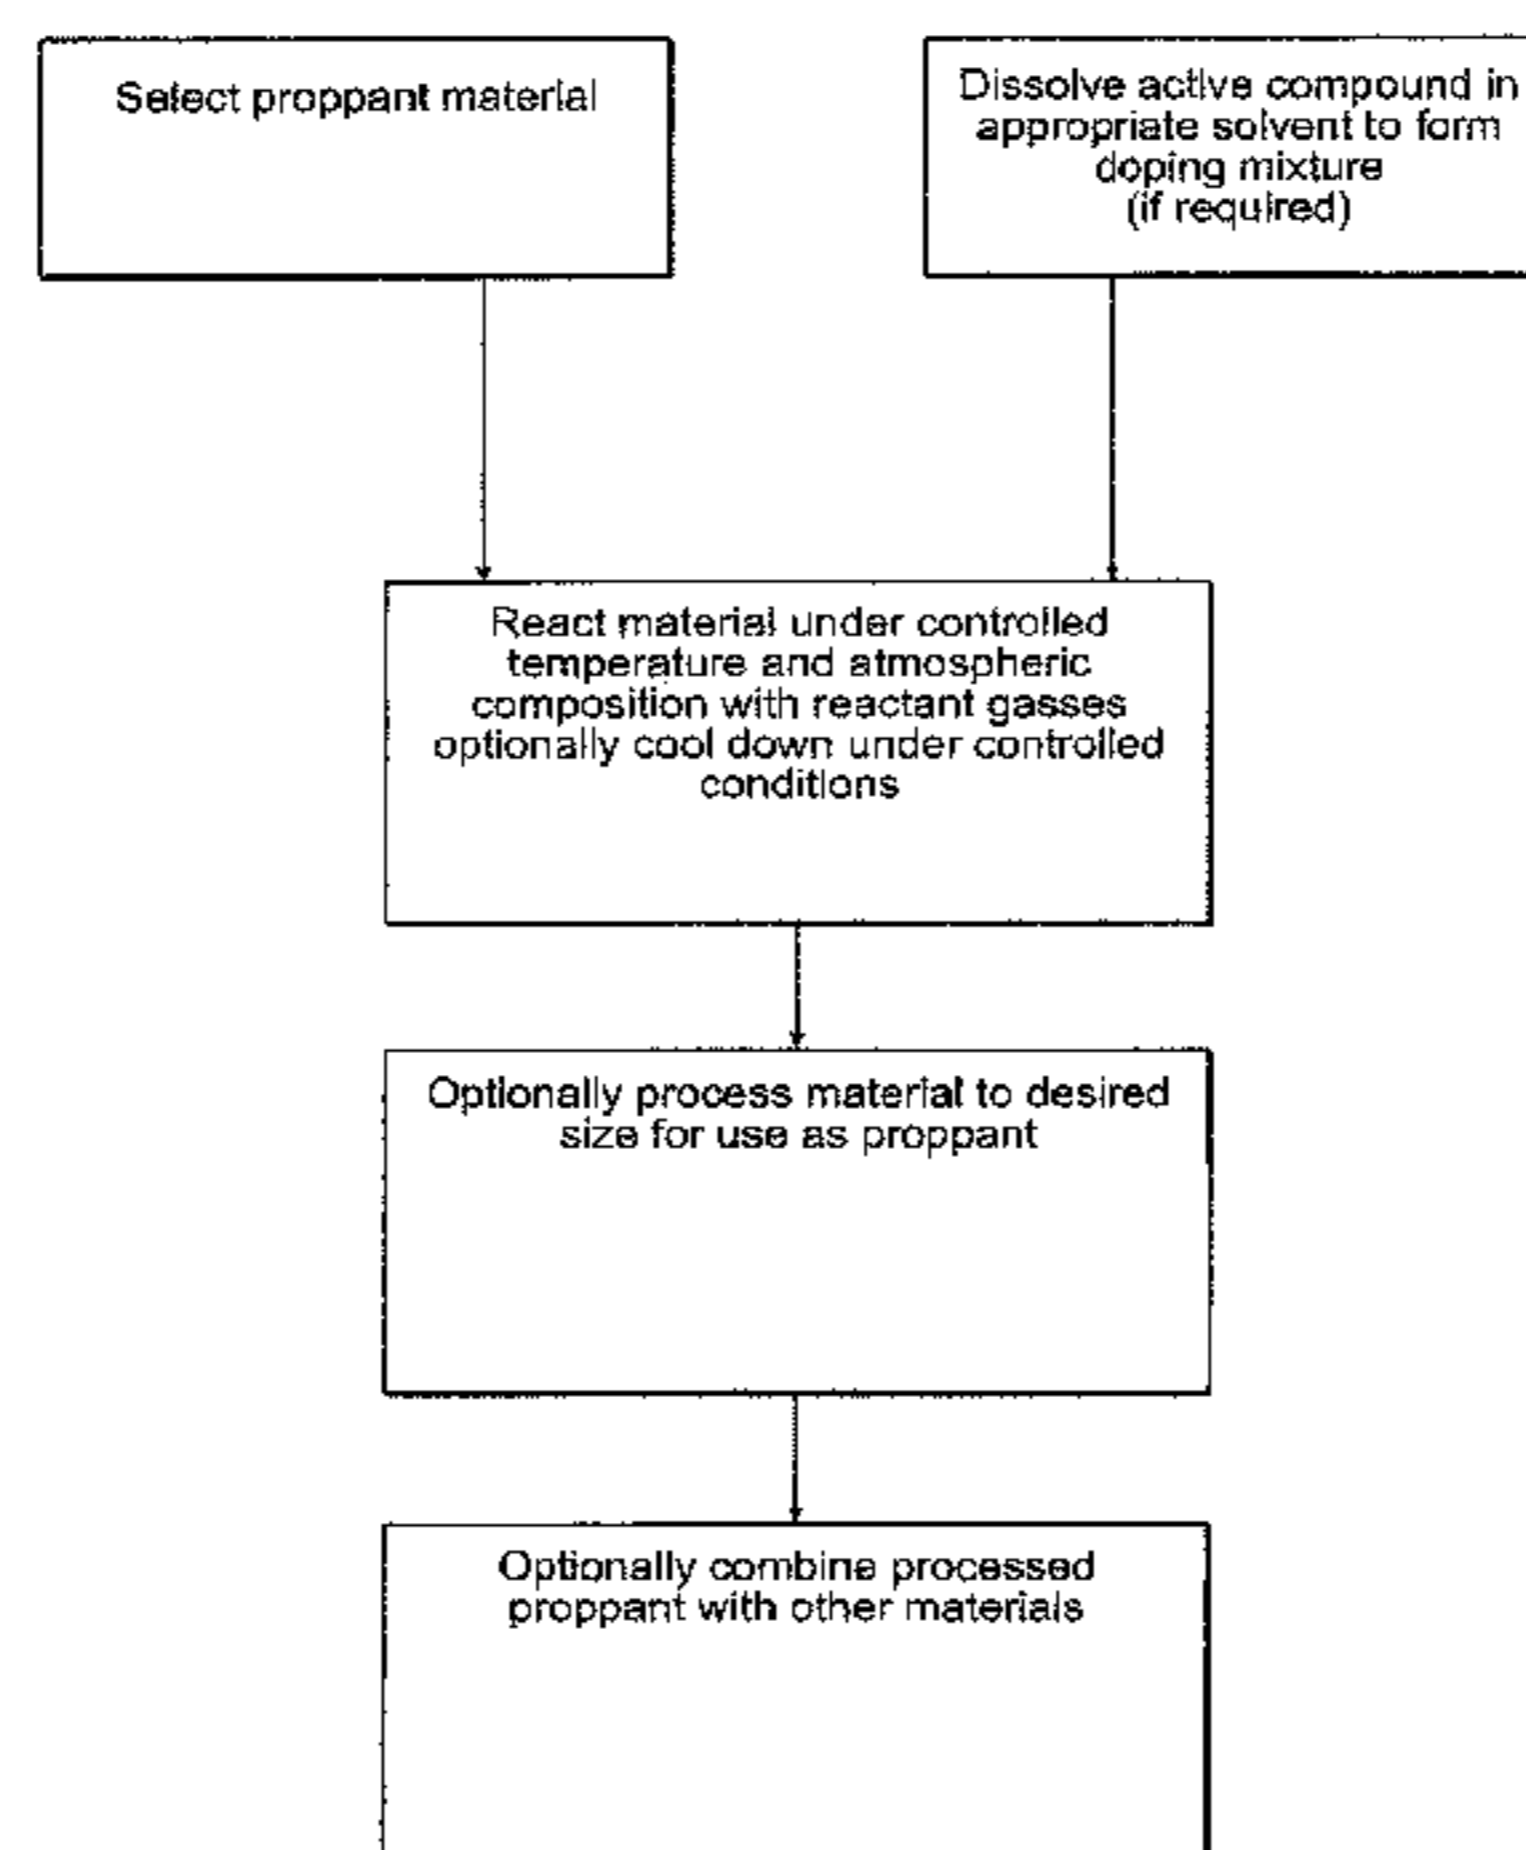 Select proppant material
Dissolve active compound in
appropriate solvent to form
doping mixture
(if required)
React material under controlled
temperature and atmospheric
composition with reactant gasses
optionally cool down under controlled
conditions
Optionally process material to desired
size for use as proppant
Optionally combine processed
proppant with other materials